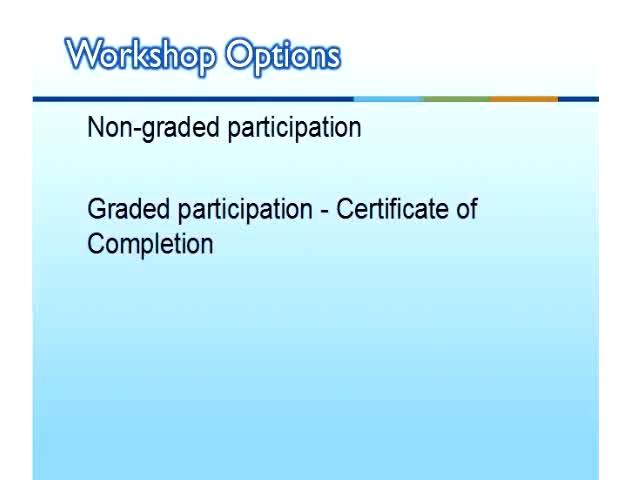 Workshop Options
Non-graded participation
Graded participation - Certificate of
Completion